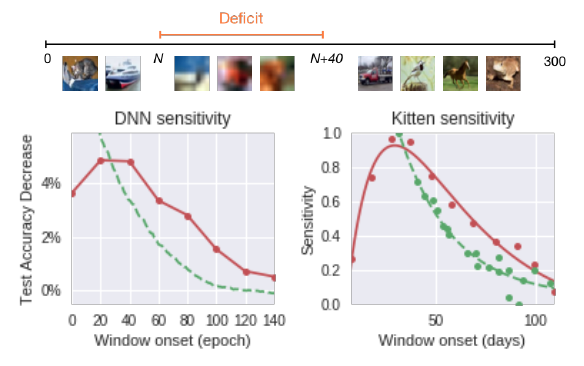 Deficit
0 N N+40 300
DNN sensitivity
Test Accuracy Decrease
4%
2%
0%
0 20 40 60 80 100 120 140
Window onset (epoch)
Kitten sensitivity
Sensitivity
1.0
0.8
0.6
0.4
0.2
0.0
50 100
Window onset (days)